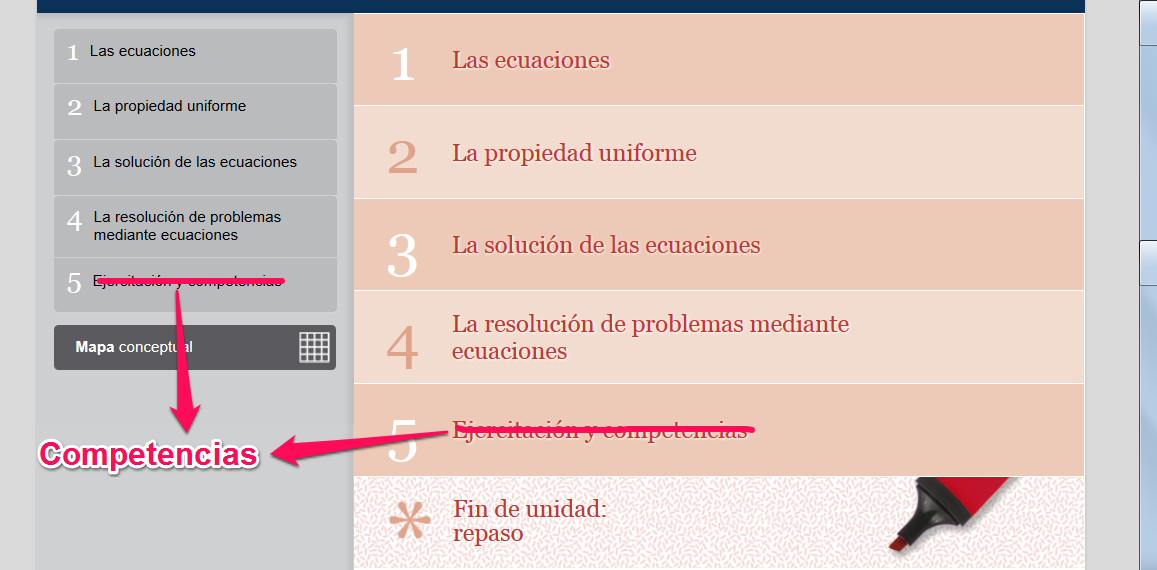 1 Las ecuaciones
2 La propiedad uniforme
3 La solución de las ecuaciones
4 La resolución de problemas
mediante ecuaciones
5 Ejercitación y competencias
Mapa conceptual
Competencias
1 Las ecuaciones
2 La propiedad uniforme
3 La solución de las ecuaciones
4 La resolución de problemas mediante
ecuaciones
5 Ejercitación y competencias
* Fin de unidad:
repaso